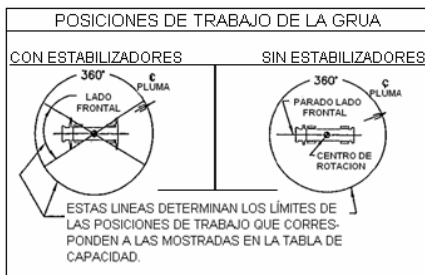 POSICIONES DE TRABAJO DE LA GRUA
CON ESTABILIZADORES
SIN ESTABILIZADORES
360°
℄
PLUMA
LADO
FRONTAL
360°
℄
PLUMA
PARADO LADO
FRONTAL
CENTRO DE
ROTACION
ESTAS LINEAS DETERMINAN LOS LÍMITES DE
LAS POSICIONES DE TRABAJO QUE CORRES-
PONDEN A LAS MOSTRADAS EN LA TABLA DE
CAPACIDAD.